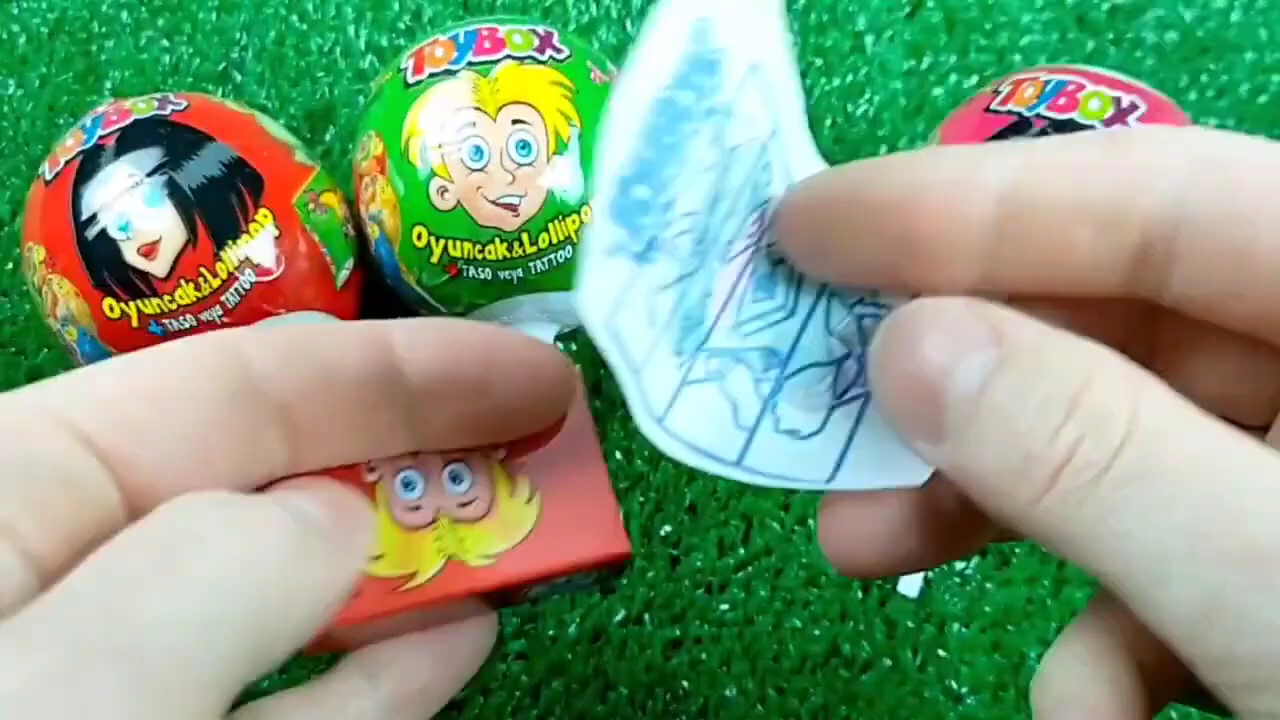 TOYBOX
Oyuncak&Lollipop
+ TASO veya TATTOO
TOYBOX
Oyuncak&Lollipo
+ TASO veya TATTOO
TOYBOX